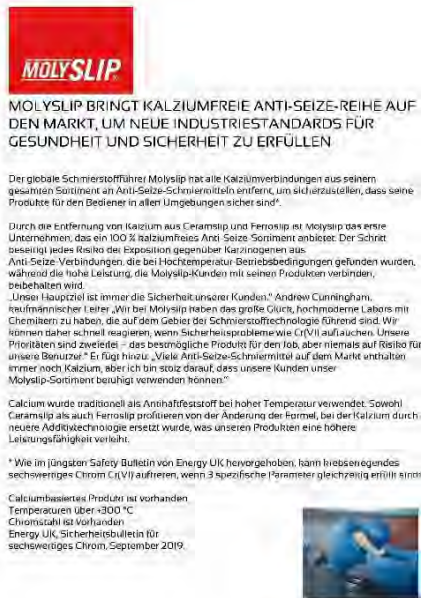 MOLYSLIP
MOLYSLIP BRINGT KALZIUMFREIE ANTI-SEIZE-REIHE AUF
DEN MARKT, UM NEUE INDUSTRIESTANDARDS FÜR
GESUNDHEIT UND SICHERHEIT ZU ERFÜLLEN
Der globale Schmierstoffführer Molyslip hat alle Kalziumverbindungen aus seinem
gesamten Sortiment an Anti-Seize-Schmiermitteln entfernt, um sicherzustellen, dass seine
Produkte für den Bediener in allen Umgebungen sicher sind*.
Durch die Entfernung von Kalzium aus Ceramslip und Ferroslip ist Molyslip das erste
Unternehmen, das ein 100 % kalziumfreies Anti-Seize-Sortiment anbietet. Der Schritt
beseitigt jedes Risiko der Exposition gegenüber Karzinogenen aus
Anti-Seize-Verbindungen, die bei Hochtemperatur-Betriebsbedingungen gefunden wurden,
während die hohe Leistung, die Molyslip-Kunden mit seinen Produkten verbinden,
beibehalten wird.
„Unser Hauptziel ist immer die Sicherheit unserer Kunden.“ Andrew Cunningham,
kaufmännischer Leiter „Wir bei Molyslip haben das große Glück, hochmoderne Labors mit
Chemikern zu haben, die auf dem Gebiet der Schmierstofftechnologie führend sind. Wir
können daher schnell reagieren, wenn Sicherheitsprobleme wie Cr(VI) auftauchen. Unsere
Prioritäten sind zweierlei – das bestmögliche Produkt für den Job, aber niemals auf Risiko für
unsere Benutzer.“ Er fügt hinzu: „Viele Anti-Seize-Schmiermittel auf dem Markt enthalten
immer noch Kalzium, aber ich bin stolz darauf, dass unsere Kunden unser
Molyslip-Sortiment beruhigt verwenden können.“
Calcium wurde traditionell als Antihaftfeststoff bei hoher Temperatur verwendet. Sowohl
Ceramslip als auch Ferroslip profitieren von der Änderung der Formel, bei der Kalzium durch
neuere Additivtechnologie ersetzt wurde, was unseren Produkten eine höhere
Leistungsfähigkeit verleiht.
* Wie im jüngsten Safety Bulletin von Energy UK hervorgehoben, kann krebserregendes
sechswertiges Chrom Cr(VI) auftreten, wenn 3 spezifische Parameter gleichzeitig erfüllt sind:
Calciumbasiertes Produkt ist vorhanden
Temperaturen über +300 °C
Chromstahl ist vorhanden
Energy UK, Sicherheitsbulletin für
sechswertiges Chrom, September 2019.